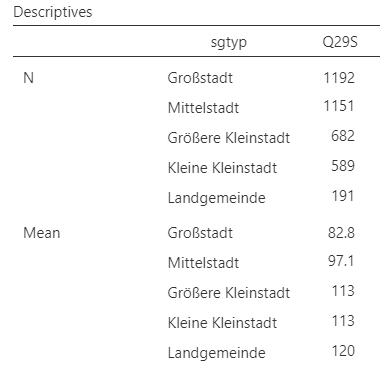 Descriptives
sgtyp Q29S
N Großstadt 1192
Mittelstadt 1151
Größere Kleinstadt 682
Kleine Kleinstadt 589
Landgemeinde 191
Mean Großstadt 82.8
Mittelstadt 97.1
Größere Kleinstadt 113
Kleine Kleinstadt 113
Landgemeinde 120